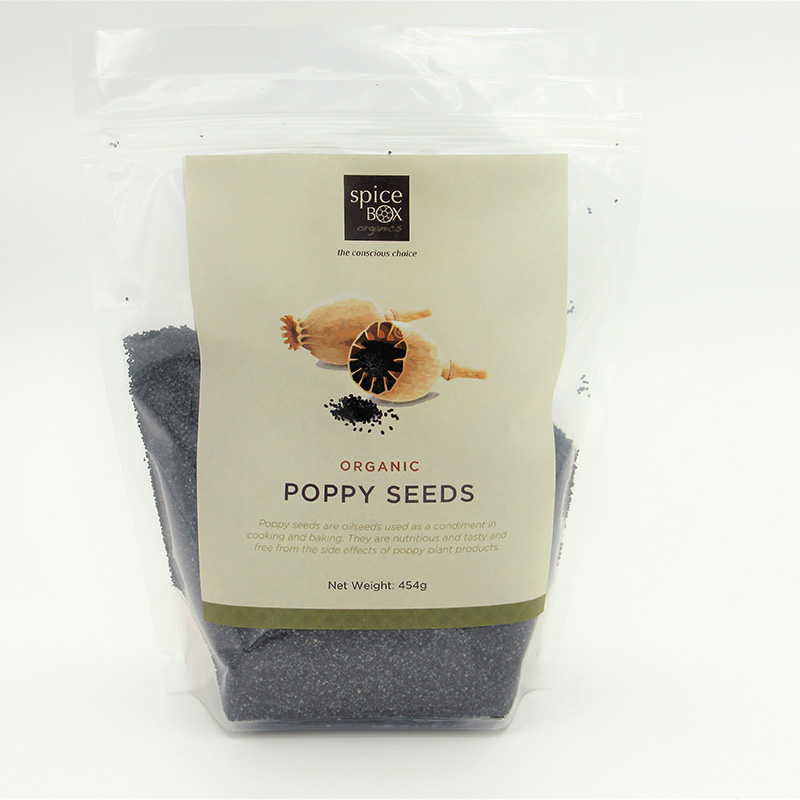 spice
BOX
organics
the conscious choice
ORGANIC
POPPY SEEDS
Poppy seeds are oilseeds used as a condiment in
cooking and baking. They are nutritious and tasty and
free from the side effects of poppy plant products.
Net Weight: 454g